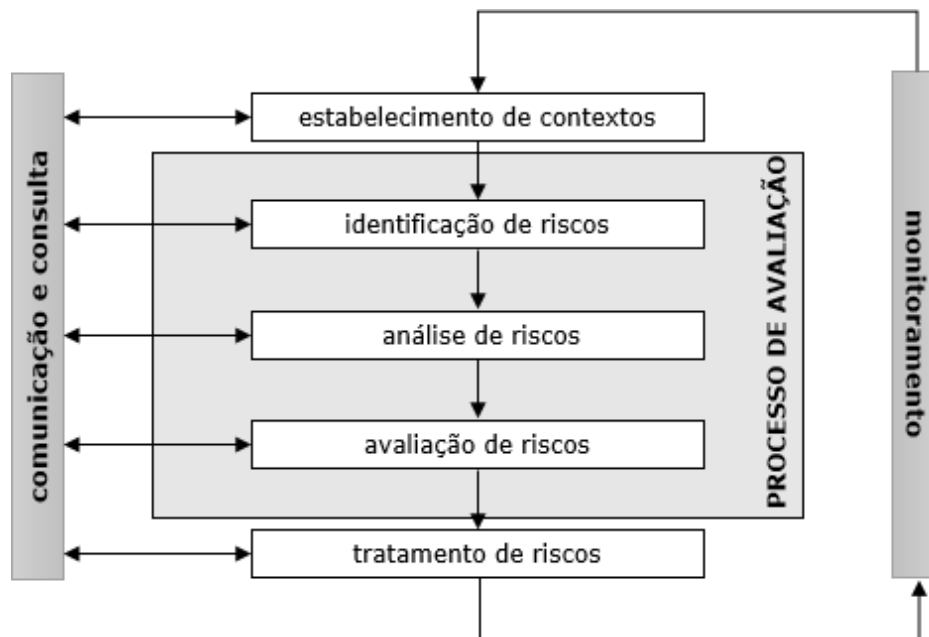 estabelecimento de contextos
identificação de riscos
análise de riscos
avaliação de riscos
tratamento de riscos
comunicação e consulta
PROCESSO DE AVALIAÇÃO
monitoramento